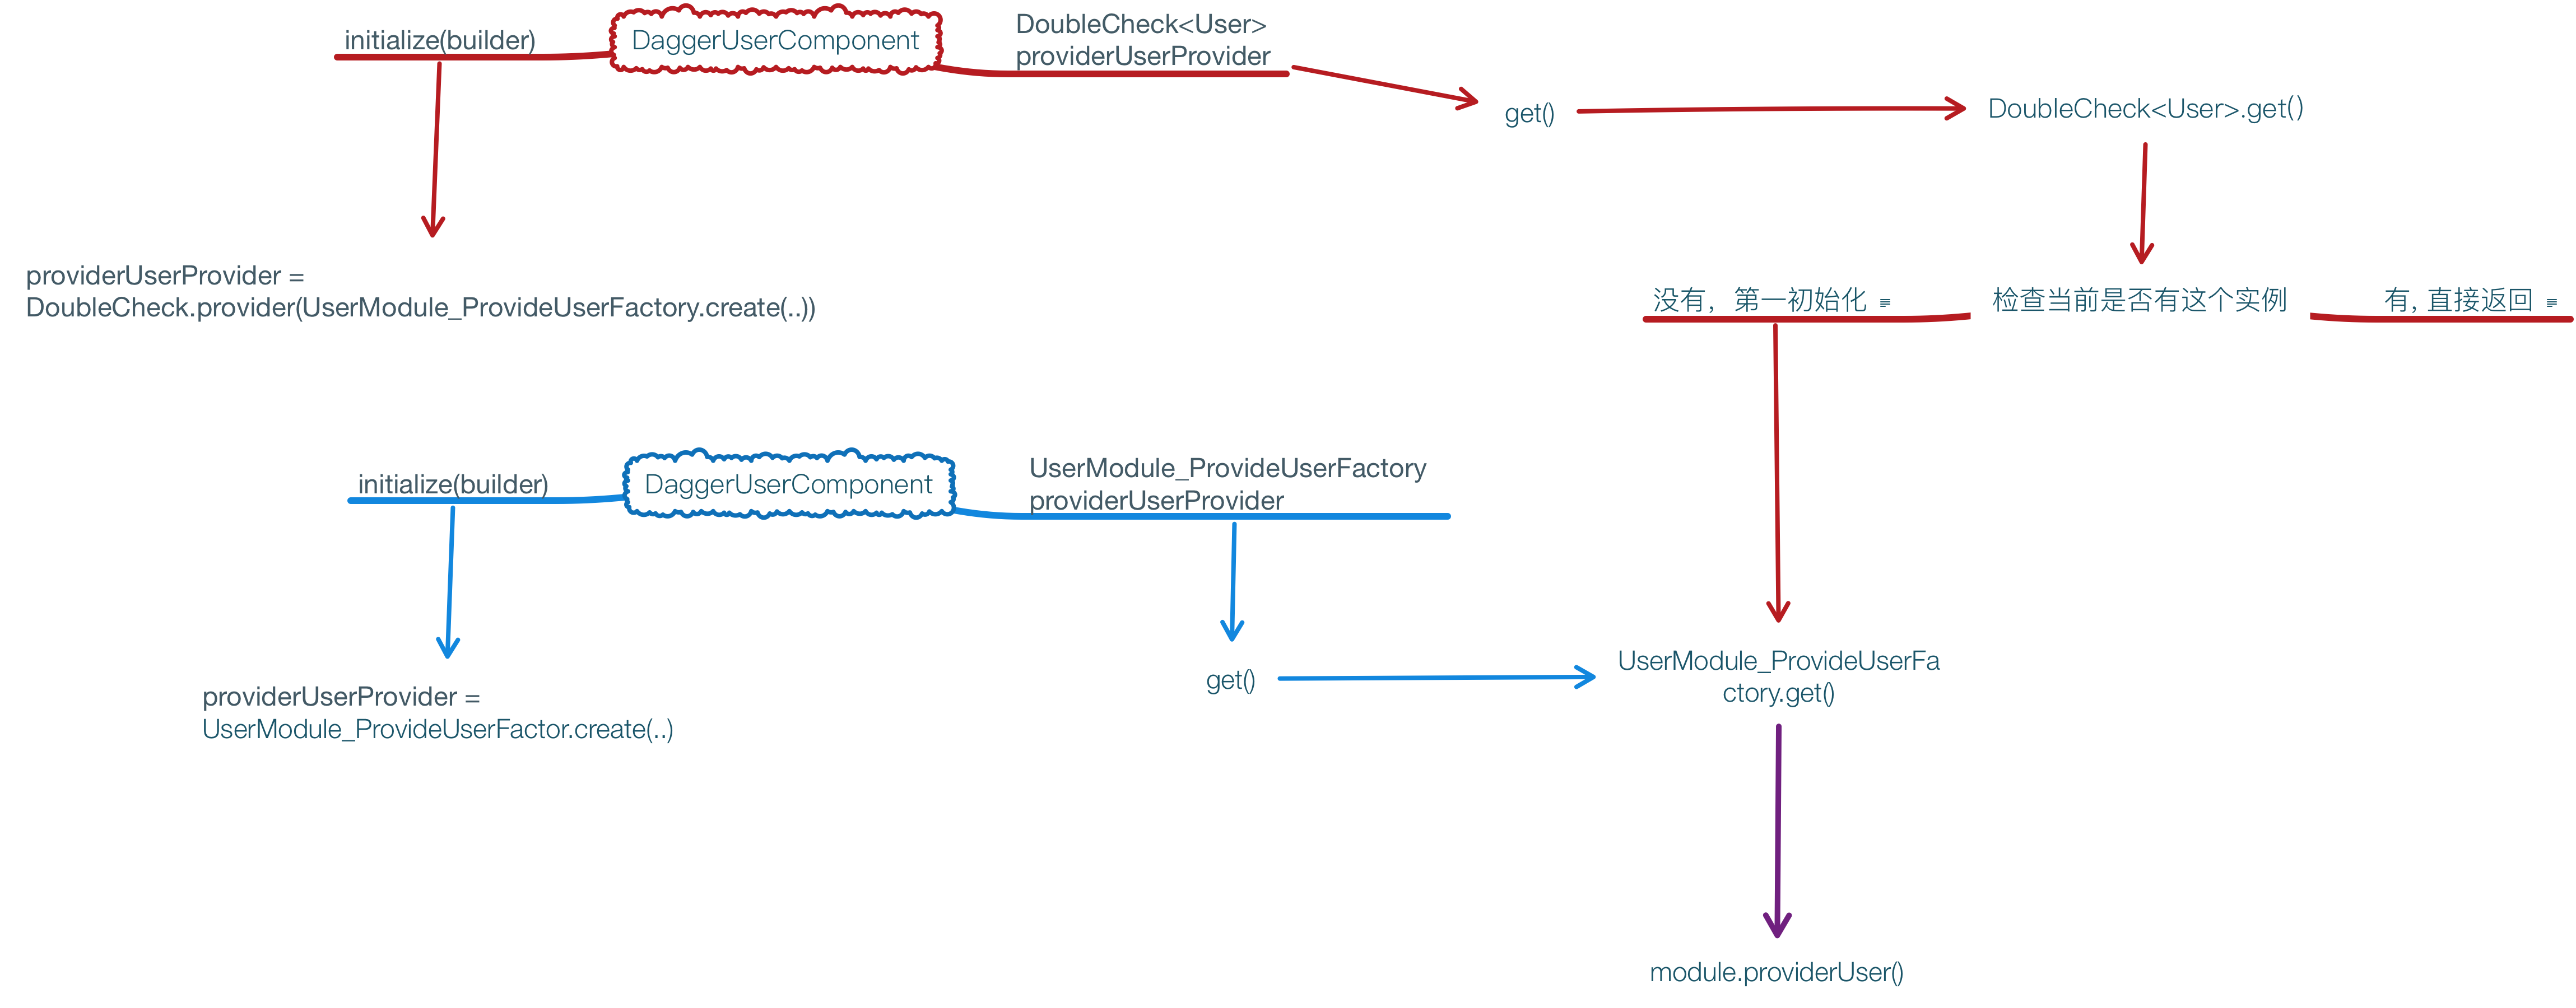 initialize(builder)
DaggerUserComponent
DoubleCheck<User>
providerUserProvider
get()
DoubleCheck<User>.get()
providerUserProvider =
DoubleCheck.provider(UserModule_ProvideUserFactory.create(..))
没有，第一初始化
检查当前是否有这个实例
有, 直接返回
initialize(builder)
DaggerUserComponent
UserModule_ProvideUserFactory
providerUserProvider
providerUserProvider =
UserModule_ProvideUserFactor.create(..)
get()
UserModule_ProvideUserFa
ctory.get()
module.providerUser()